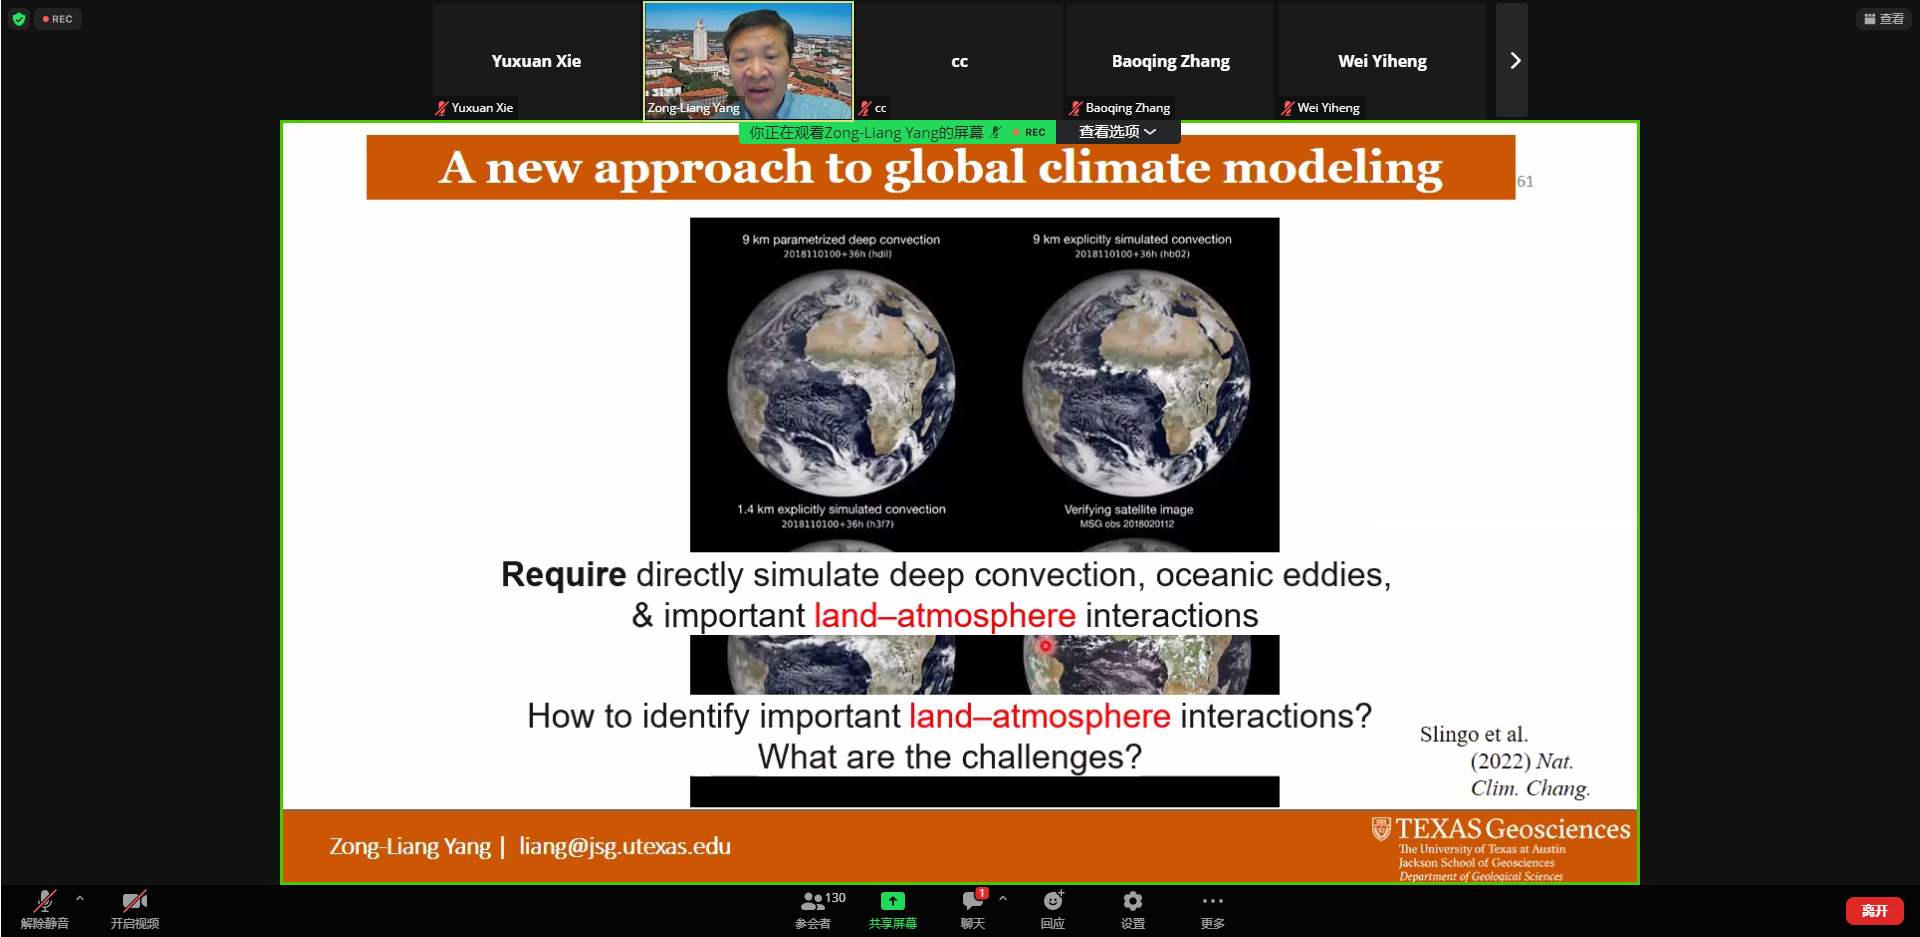 REC
查看
Yuxuan Xie
cc
Baoqing Zhang
Wei Yiheng
Yuxuan Xie
Zong-Liang Yang
cc
Baoqing Zhang
Wei Yiheng
你正在观看Zong-Liang Yang的屏幕
REC
查看选项
A new approach to global climate modeling
61
9 km parametrized deep convection
2018110100+36h (hdil)
9 km explicitly simulated convection
2018110100+36h (hb02)
1.4 km explicitly simulated convection
2018110100+36h (h3f7)
Verifying satellite image
MSG obs 2018020112
Require directly simulate deep convection, oceanic eddies,
& important land–atmosphere interactions
How to identify important land–atmosphere interactions?
What are the challenges?
Slingo et al.
(2022) Nat.
Clim. Chang.
Zong-Liang Yang | liang@jsg.utexas.edu
TEXAS Geosciences
The University of Texas at Austin
Jackson School of Geosciences
Department of Geological Sciences
解除静音
开启视频
130
参会者
共享屏幕
1
聊天
回应
设置
更多
离开